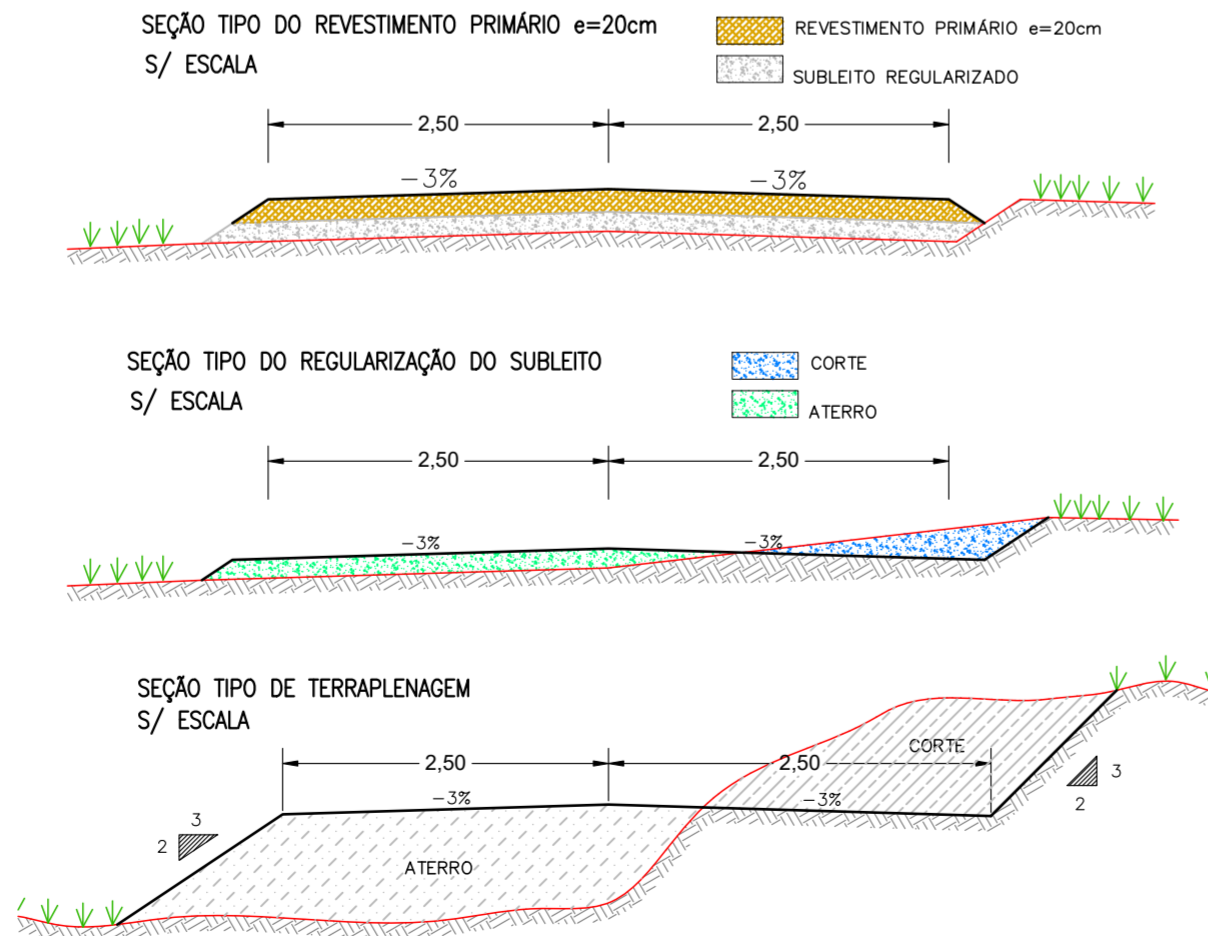 SEÇÃO TIPO DO REVESTIMENTO PRIMÁRIO e=20cm
S/ ESCALA
REVESTIMENTO PRIMÁRIO e=20cm
SUBLEITO REGULARIZADO
2,50 2,50
-3% -3%
SEÇÃO TIPO DO REGULARIZAÇÃO DO SUBLEITO
S/ ESCALA
CORTE
ATERRO
2,50 2,50
-3% -3%
SEÇÃO TIPO DE TERRAPLENAGEM
S/ ESCALA
CORTE
2,50 2,50
-3% -3%
3
2
3
2
ATERRO